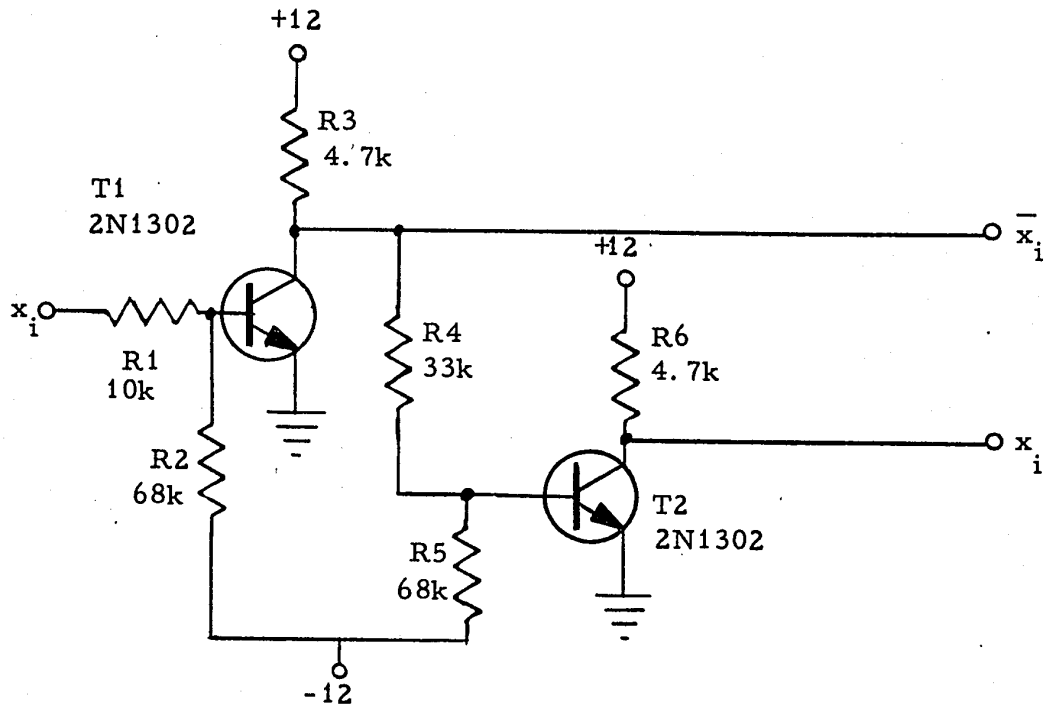 +12
R3
4.7k
T1
2N1302
x̄i
+12
xi
R1
10k
R4
33k
R6
4.7k
R2
68k
xi
T2
2N1302
R5
68k
-12